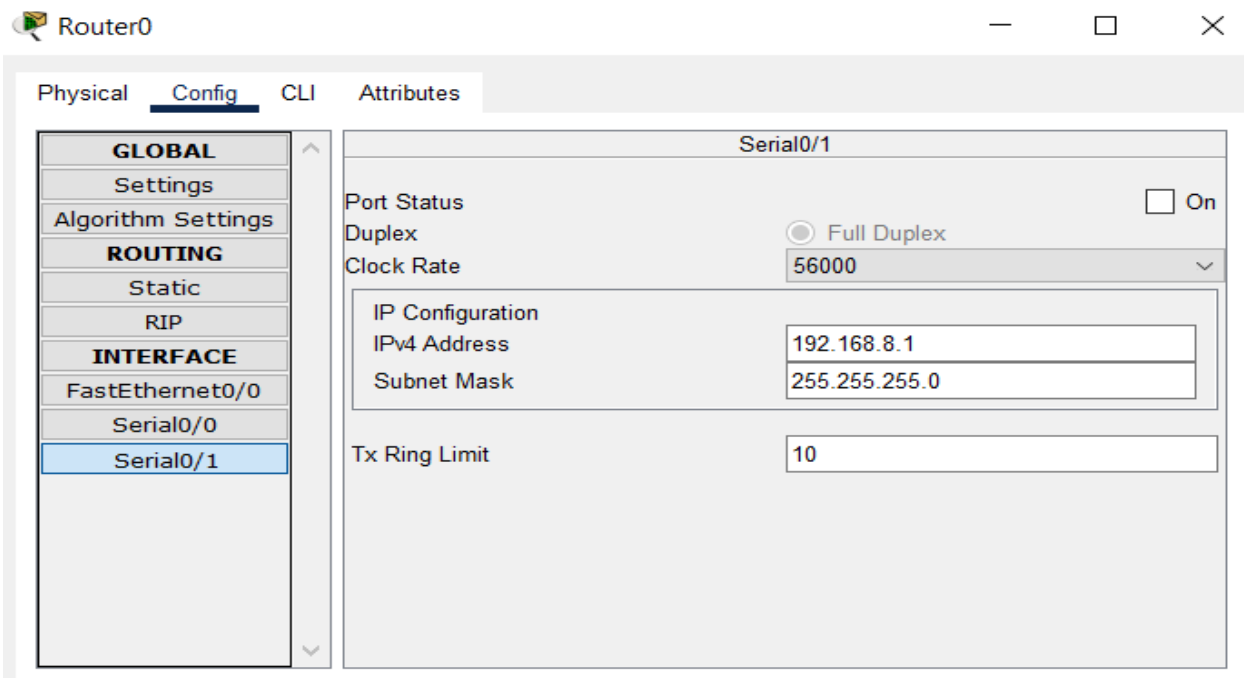 Router0
Physical Config CLI Attributes
GLOBAL
Settings
Algorithm Settings
ROUTING
Static
RIP
INTERFACE
FastEthernet0/0
Serial0/0
Serial0/1
Serial0/1
Port Status On
Duplex Full Duplex
Clock Rate 56000
IP Configuration
IPv4 Address 192.168.8.1
Subnet Mask 255.255.255.0
Tx Ring Limit 10